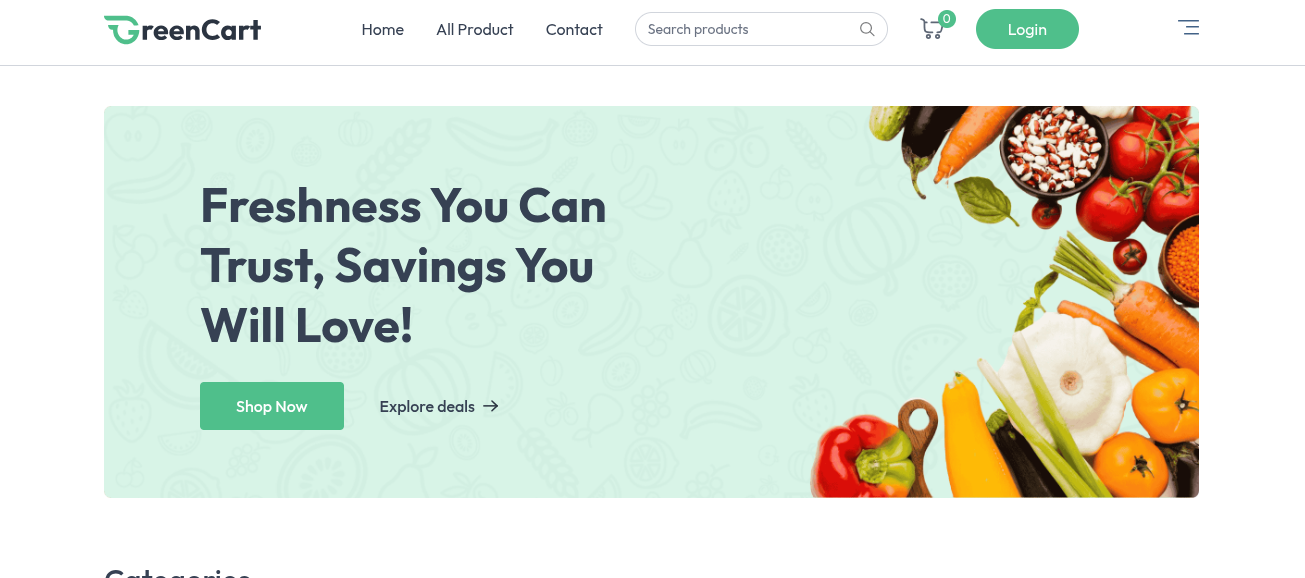 GreenCart
Home
All Product
Contact
Search products
0
Login
Freshness You Can
Trust, Savings You
Will Love!
Shop Now
Explore deals
Categories